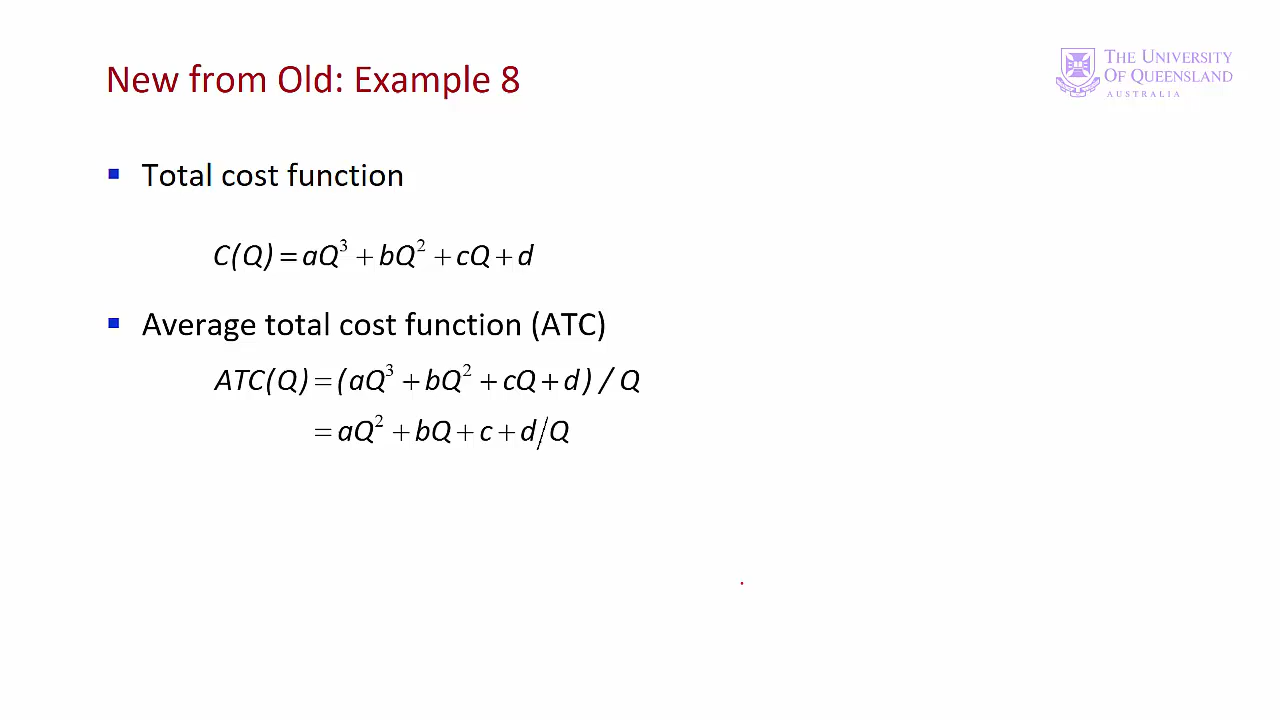 New from Old: Example 8
THE UNIVERSITY
OF QUEENSLAND
AUSTRALIA
▪ Total cost function
C(Q) = aQ³ + bQ² + cQ + d
▪ Average total cost function (ATC)
ATC(Q) = (aQ³ + bQ² + cQ + d) / Q
= aQ² + bQ + c + d/Q